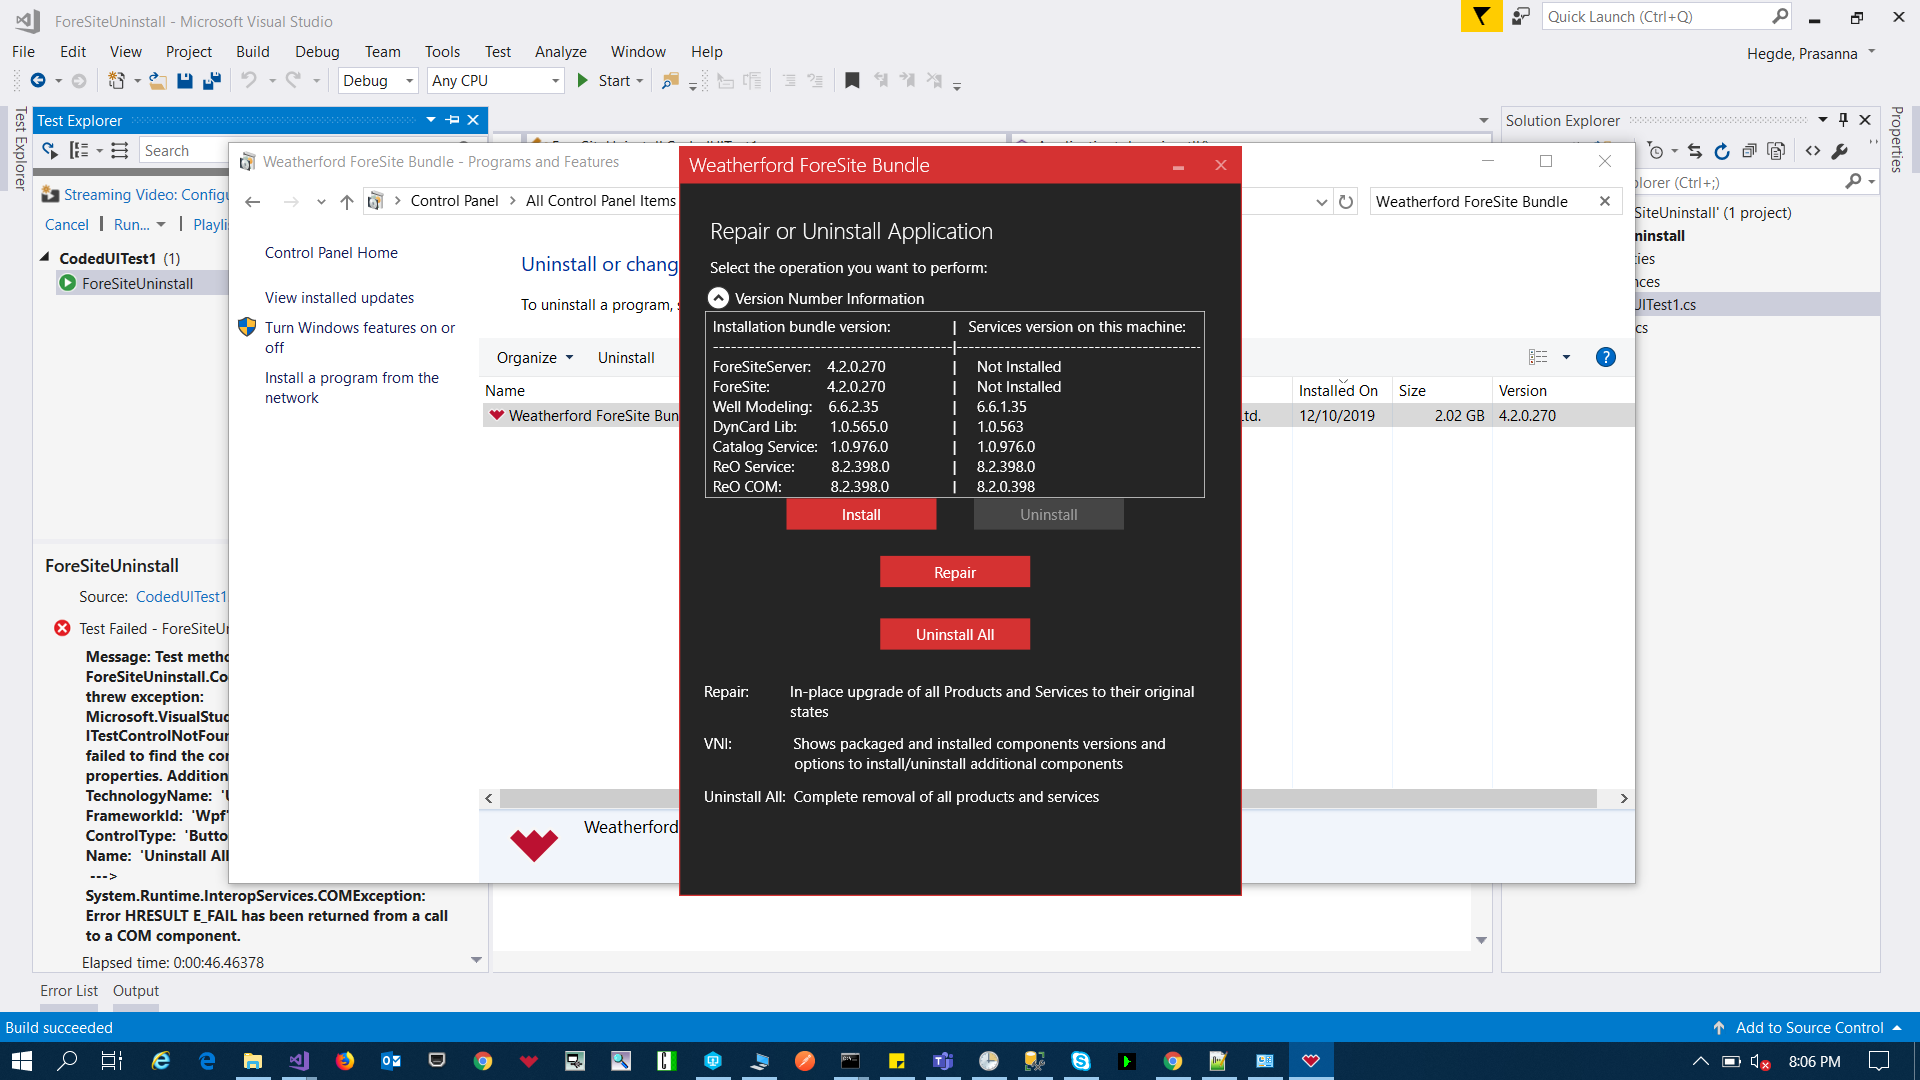 ForeSiteUninstall - Microsoft Visual Studio
Quick Launch (Ctrl+Q)
File Edit View Project Build Debug Team Tools Test Analyze Window Help
Hegde, Prasanna
Debug Any CPU Start
Test Explorer
Test Explorer
Search
Streaming Video: Configu
Cancel Run... Playli
CodedUITest1 (1)
ForeSiteUninstall
ForeSiteUninstall
Source: CodedUITest1
Test Failed - ForeSiteU
Message: Test metho
ForeSiteUninstall.Co
threw exception:
Microsoft.VisualStud
ITestControlNotFoun
failed to find the con
properties. Addition
TechnologyName: 'U
FrameworkId: 'Wpf'
ControlType: 'Butto
Name: 'Uninstall All
--->
System.Runtime.InteropServices.COMException:
Error HRESULT E_FAIL has been returned from a call
to a COM component.
Elapsed time: 0:00:46.46378
Weatherford ForeSite Bundle - Programs and Features
Control Panel > All Control Panel Items
Weatherford ForeSite Bundle
Control Panel Home
View installed updates
Turn Windows features on or
off
Install a program from the
network
Uninstall or chang
To uninstall a program, s
Organize Uninstall
Name Installed On Size Version
Weatherford ForeSite Bun td. 12/10/2019 2.02 GB 4.2.0.270
Weatherford
Weatherford ForeSite Bundle
Repair or Uninstall Application
Select the operation you want to perform:
Version Number Information
Installation bundle version: | Services version on this machine:
ForeSiteServer: 4.2.0.270 | Not Installed
ForeSite: 4.2.0.270 | Not Installed
Well Modeling: 6.6.2.35 | 6.6.1.35
DynCard Lib: 1.0.565.0 | 1.0.563
Catalog Service: 1.0.976.0 | 1.0.976.0
ReO Service: 8.2.398.0 | 8.2.398.0
ReO COM: 8.2.398.0 | 8.2.0.398
Install Uninstall
Repair
Uninstall All
Repair: In-place upgrade of all Products and Services to their original
states
VNI: Shows packaged and installed components versions and
options to install/uninstall additional components
Uninstall All: Complete removal of all products and services
Solution Explorer
Properties
plorer (Ctrl+;)
SiteUninstall' (1 project)
ninstall
ties
nces
UITest1.cs
cs
Error List Output
Build succeeded
Add to Source Control
8:06 PM